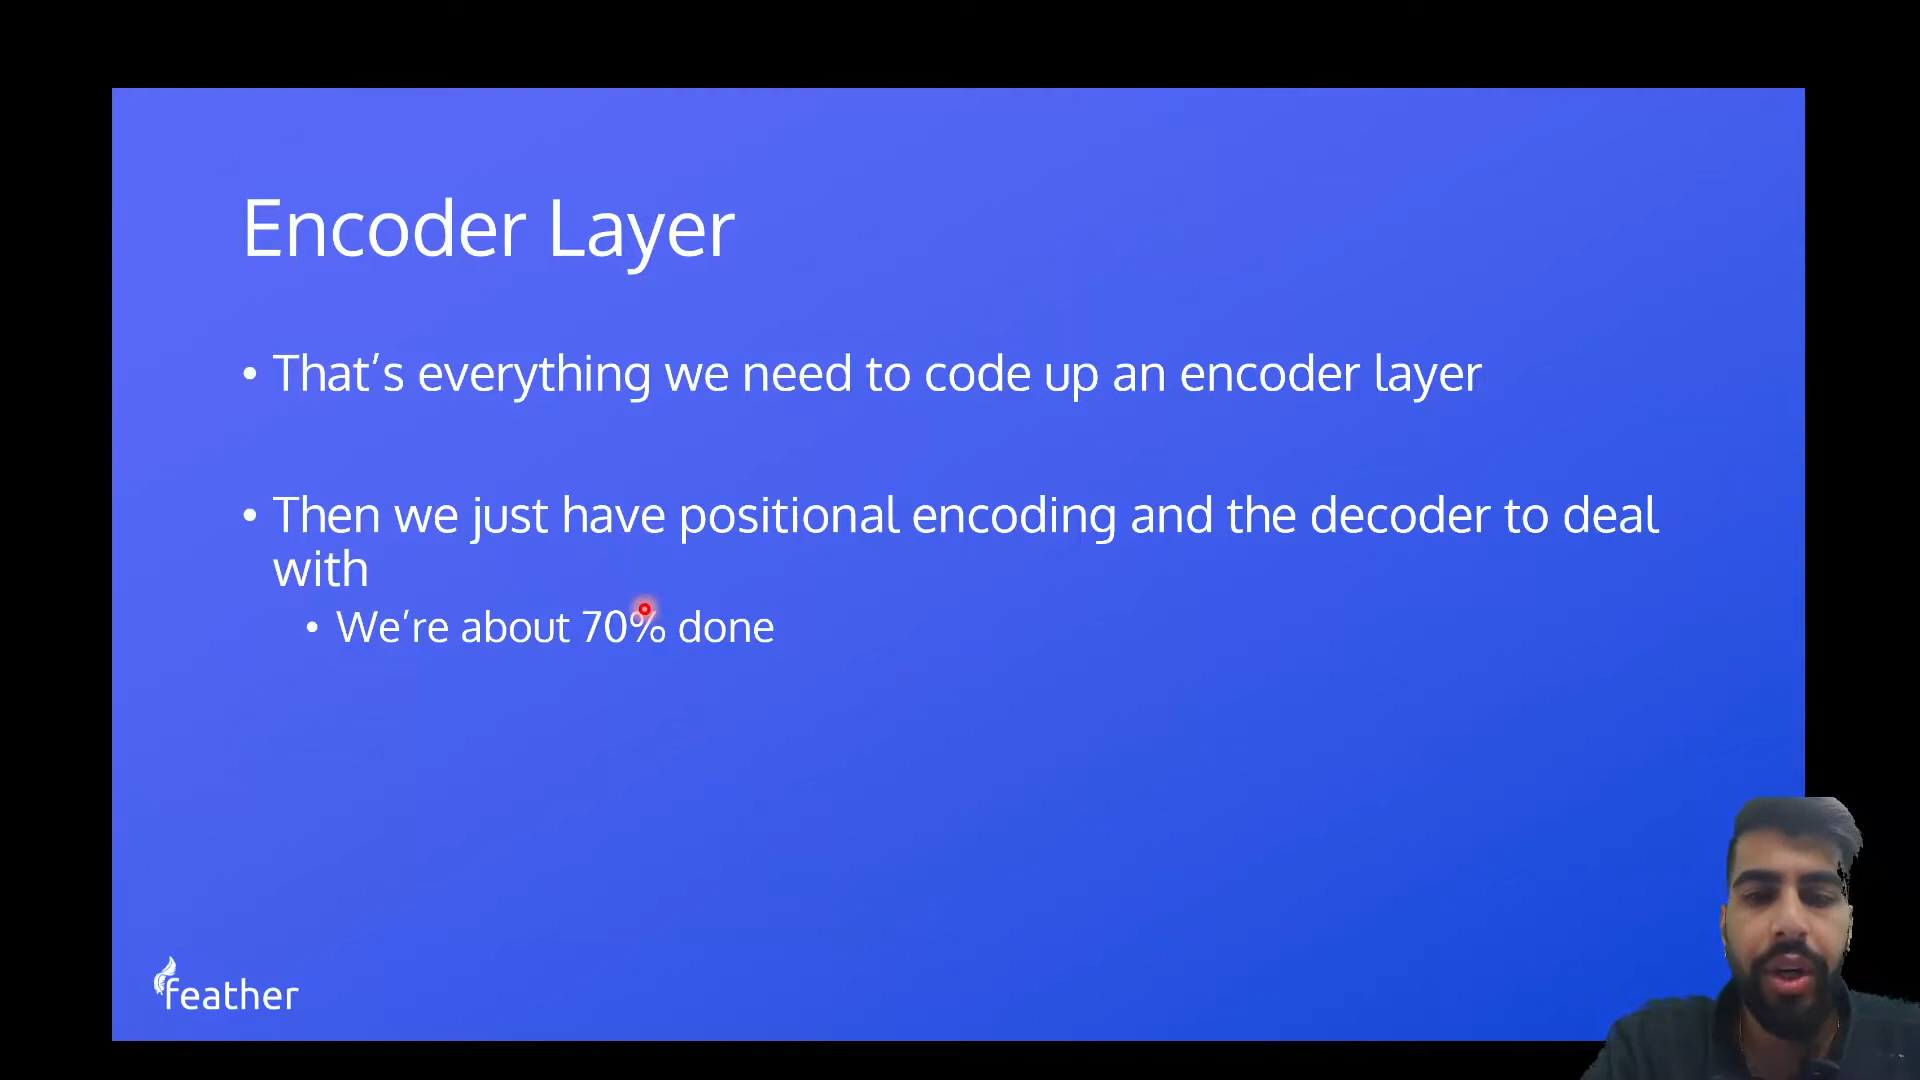 Encoder Layer
• That’s everything we need to code up an encoder layer
• Then we just have positional encoding and the decoder to deal
with
• We’re about 70% done
feather